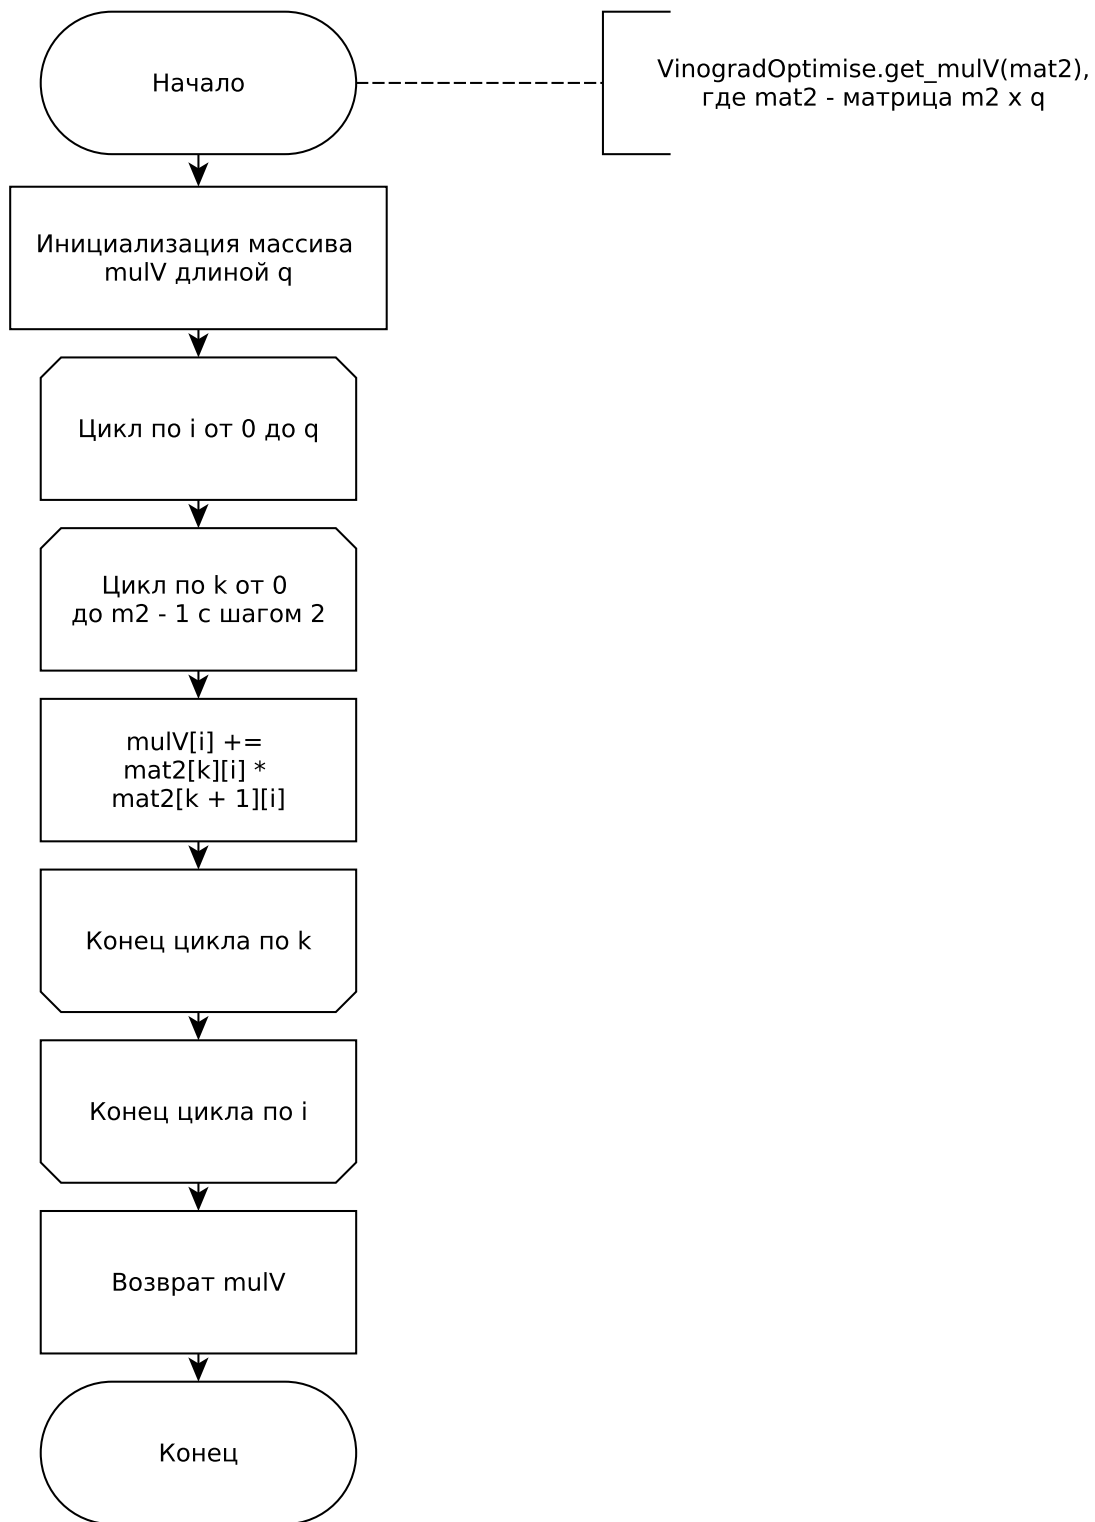 Начало
VinogradOptimise.get_mulV(mat2),
где mat2 - матрица m2 x q
Инициализация массива
mulV длиной q
Цикл по i от 0 до q
Цикл по k от 0
до m2 - 1 с шагом 2
mulV[i] +=
mat2[k][i] *
mat2[k + 1][i]
Конец цикла по k
Конец цикла по i
Возврат mulV
Конец